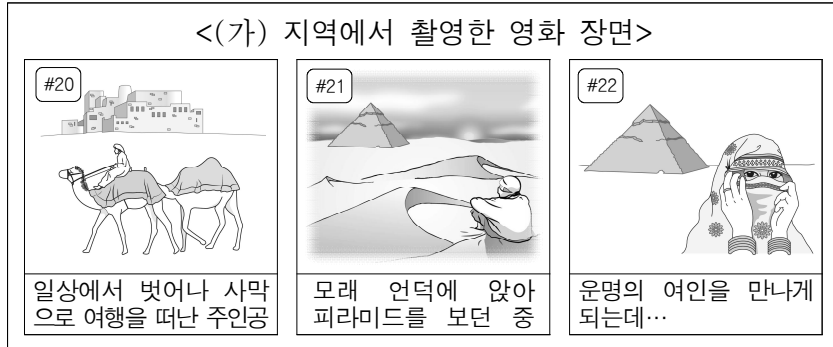 <(가) 지역에서 촬영한 영화 장면>
#20
#21
#22
일상에서 벗어나 사막
으로 여행을 떠난 주인공
모래 언덕에 앉아
피라미드를 보던 중
운명의 여인을 만나게
되는데…